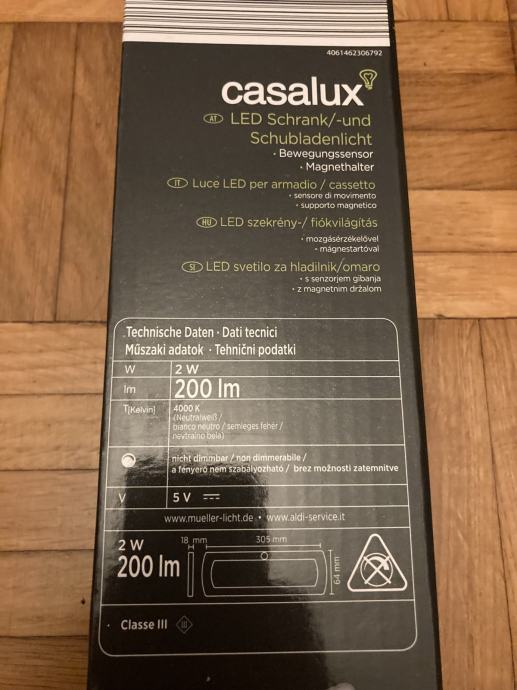 4061462306792
casalux
AT LED Schrank/-und
Schubladenlicht
· Bewegungssensor
· Magnethalter
IT Luce LED per armadio / cassetto
· sensore di movimento
· supporto magnetico
HU LED szekrény-/ fiókvilágítás
· mozgásérzékelővel
· mágnestartóval
SI LED svetilo za hladilnik/omaro
· s senzorjem gibanja
· z magnetnim držalom
Technische Daten · Dati tecnici
Műszaki adatok · Tehnični podatki
W 2 W
lm 200 lm
T[Kelvin] 4000 K
(Neutralweiß /
bianco neutro / semleges fehér /
nevtralno bela)
nicht dimmbar / non dimmerabile /
a fényerő nem szabályozható / brez možnosti zatemnitve
V 5 V
www.mueller-licht.de · www.aldi-service.it
2 W
200 lm
18 mm
305 mm
64 mm
Classe III III